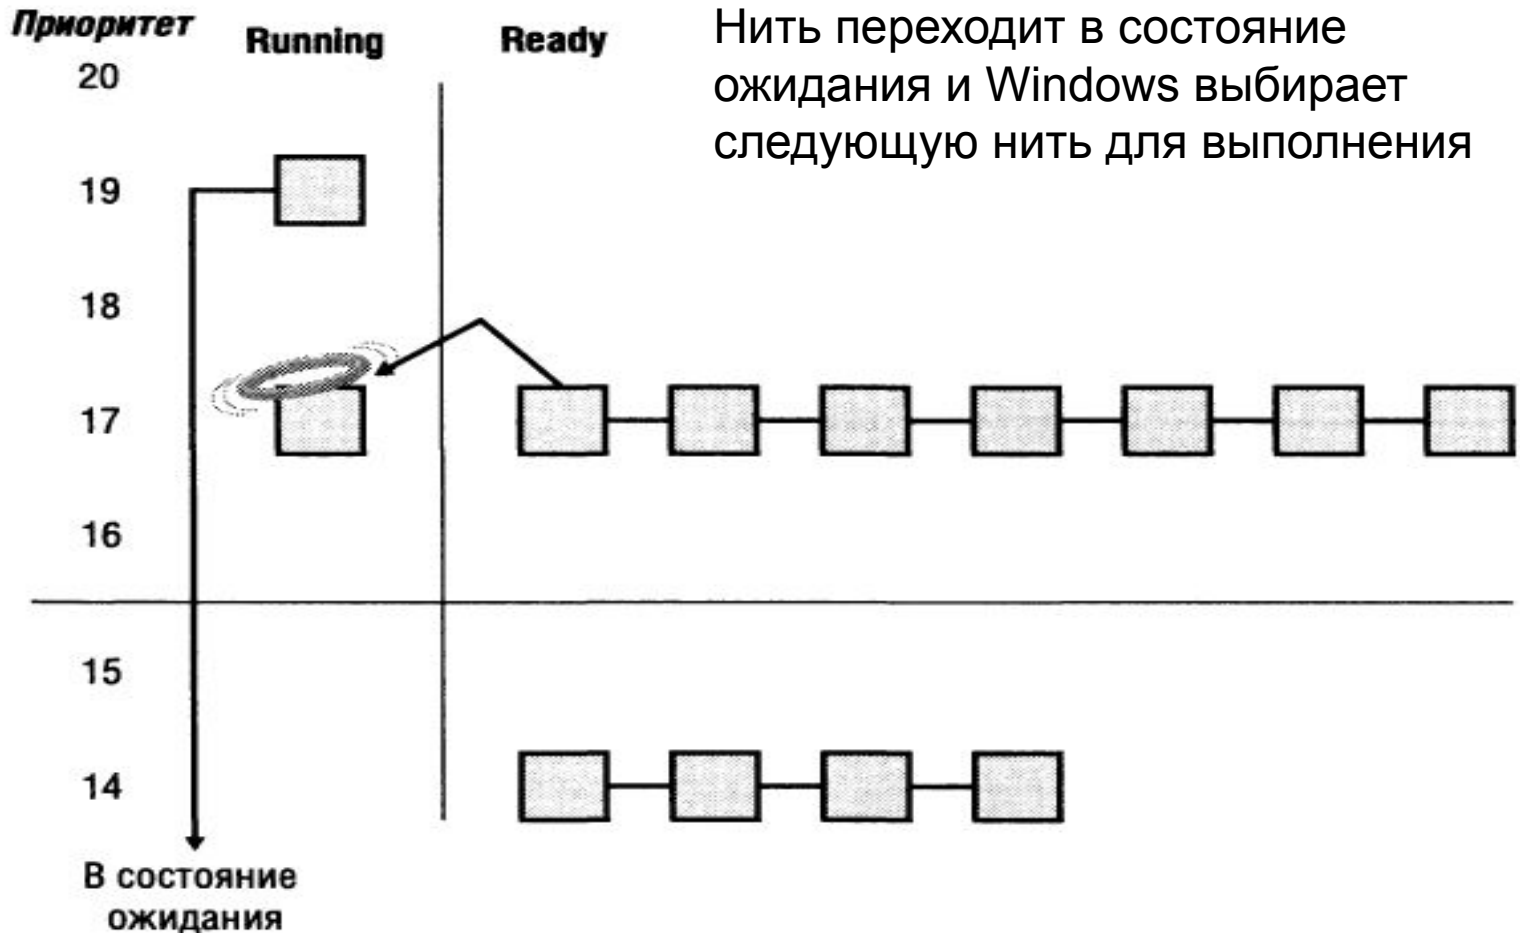 Приоритет
Running
Ready
Нить переходит в состояние
ожидания и Windows выбирает
следующую нить для выполнения
20
19
18
17
16
15
14
В состояние
ожидания